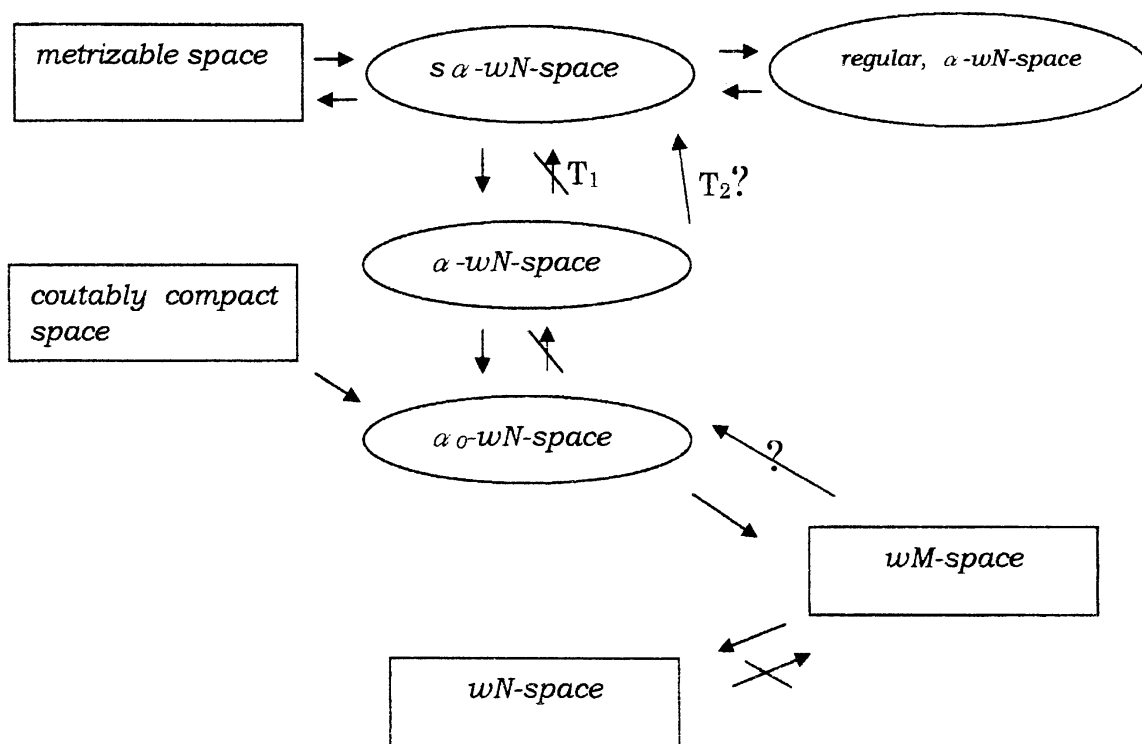 metrizable space
s α-wN-space
regular, α-wN-space
T₁
T₂?
α-wN-space
coutably compact
space
α₀-wN-space
?
wM-space
wN-space